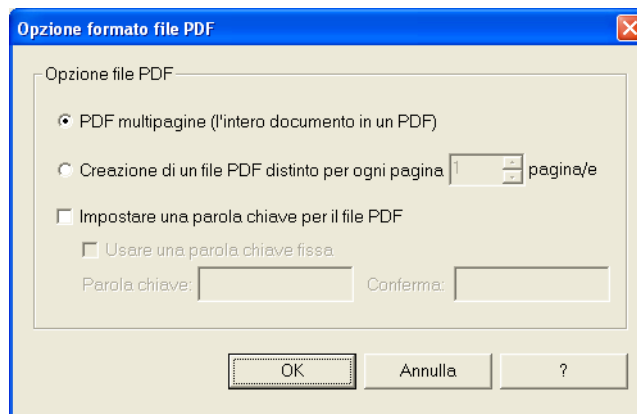 Opzione formato file PDF
Opzione file PDF
PDF multipagine (l'intero documento in un PDF)
Creazione di un file PDF distinto per ogni pagina 1 pagina/e
Impostare una parola chiave per il file PDF
Usare una parola chiave fissa
Parola chiave: Conferma:
OK Annulla ?